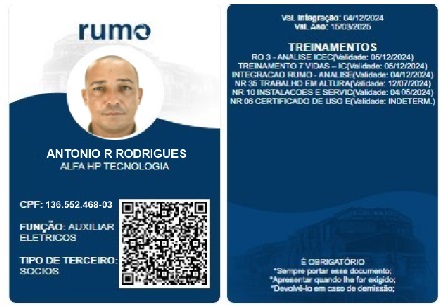 rumo
ANTONIO R RODRIGUES
ALFA HP TECNOLOGIA
CPF: 136.552.468-03
FUNÇÃO: AUXILIAR
ELETRICOS
TIPO DE TERCEIRO:
SOCIOS
Val. Integração: 04/12/2024
Val. Aso: 15/03/2025
TREINAMENTOS
RO 3 - ANALISE ICEC(Validade: 05/12/2024)
TREINAMENTO 7 VIDAS – IC(Validade: 05/12/2024)
INTEGRACAO RUMO - ANALISE(Validade: 04/12/2024)
NR 35 TRABALHO EM ALTURA(Validade: 12/07/2024)
NR 10 INSTALACOES E SERVIC(Validade: 04/05/2024)
NR 06 CERTIFICADO DE USO E(Validade: INDETERM.)
É OBRIGATÓRIO
*Sempre portar esse documento;
*Apresentar quando lhe for exigido;
*Devolvê-lo em caso de demissão;